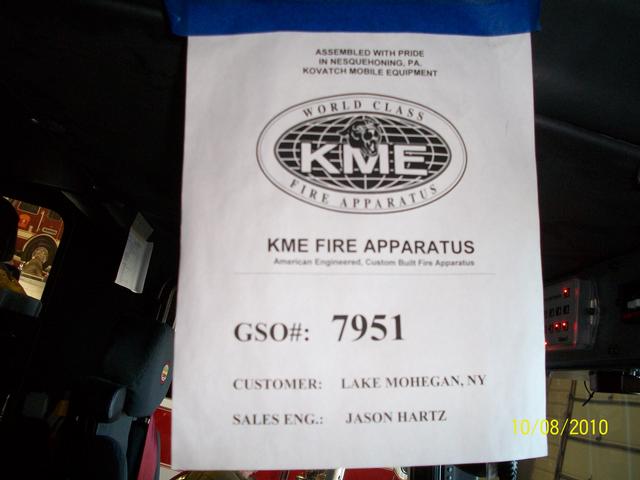 ASSEMBLED WITH PRIDE
IN NESQUEHONING, PA.
KOVATCH MOBILE EQUIPMENT
WORLD CLASS
KME
FIRE APPARATUS
KME FIRE APPARATUS
American Engineered, Custom Built Fire Apparatus
GSO#: 7951
CUSTOMER: LAKE MOHEGAN, NY
SALES ENG.: JASON HARTZ
10/08/2010